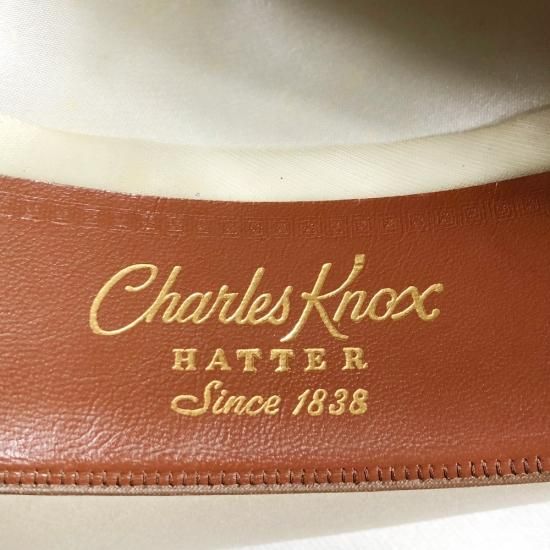 Charles Knox
HATTER
Since 1838